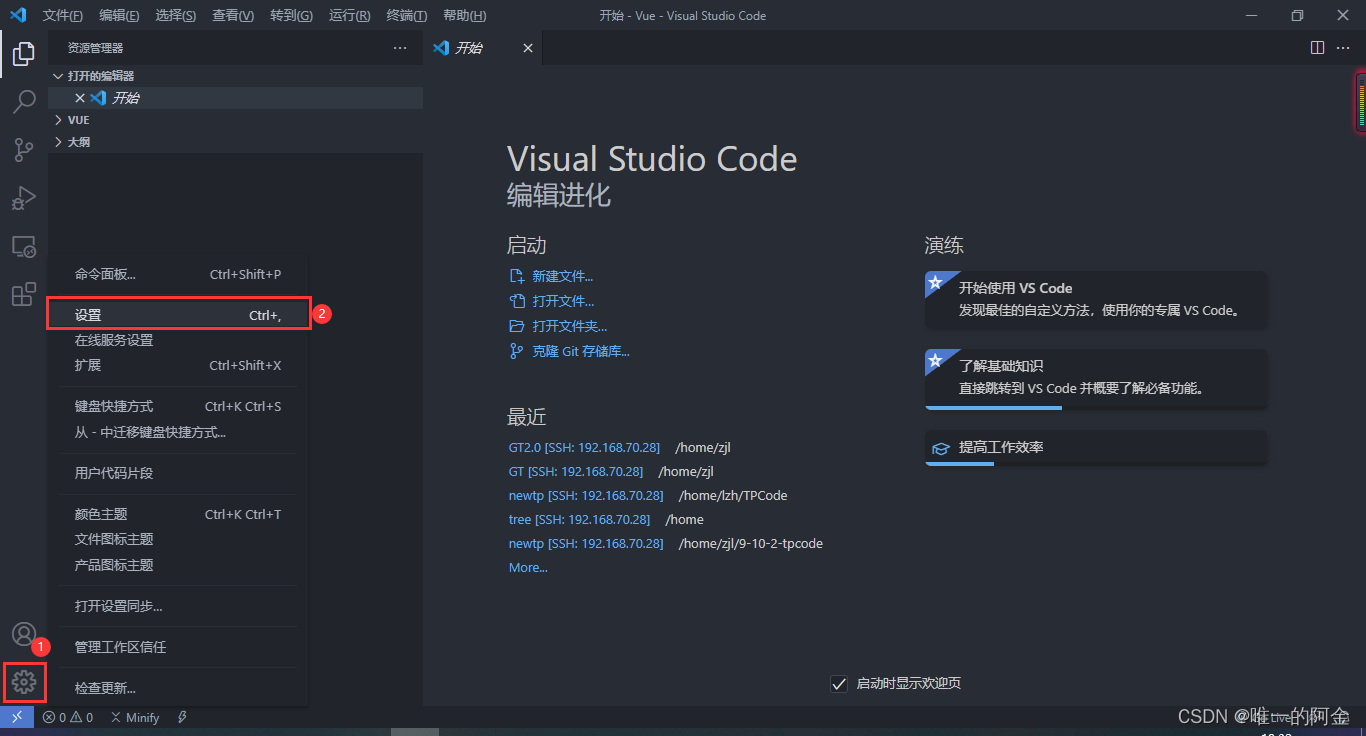 文件(F) 编辑(E) 选择(S) 查看(V) 转到(G) 运行(R) 终端(T) 帮助(H) 开始 - Vue - Visual Studio Code
资源管理器 ···
开始
打开的编辑器
开始
VUE
大纲
命令面板... Ctrl+Shift+P
设置 Ctrl+,
2
在线服务设置
扩展 Ctrl+Shift+X
键盘快捷方式 Ctrl+K Ctrl+S
从 - 中迁移键盘快捷方式...
用户代码片段
颜色主题 Ctrl+K Ctrl+T
文件图标主题
产品图标主题
打开设置同步...
管理工作区信任
检查更新...
1
Visual Studio Code
编辑进化
启动
新建文件...
打开文件...
打开文件夹...
克隆 Git 存储库...
最近
GT2.0 [SSH: 192.168.70.28] /home/zjl
GT [SSH: 192.168.70.28] /home/zjl
newtp [SSH: 192.168.70.28] /home/lzh/TPCode
tree [SSH: 192.168.70.28] /home
newtp [SSH: 192.168.70.28] /home/zjl/9-10-2-tpcode
More...
演练
开始使用 VS Code
发现最佳的自定义方法，使用你的专属 VS Code。
了解基础知识
直接跳转到 VS Code 并概要了解必备功能。
提高工作效率
启动时显示欢迎页
0 0 Minify
CSDN @唯一的阿金